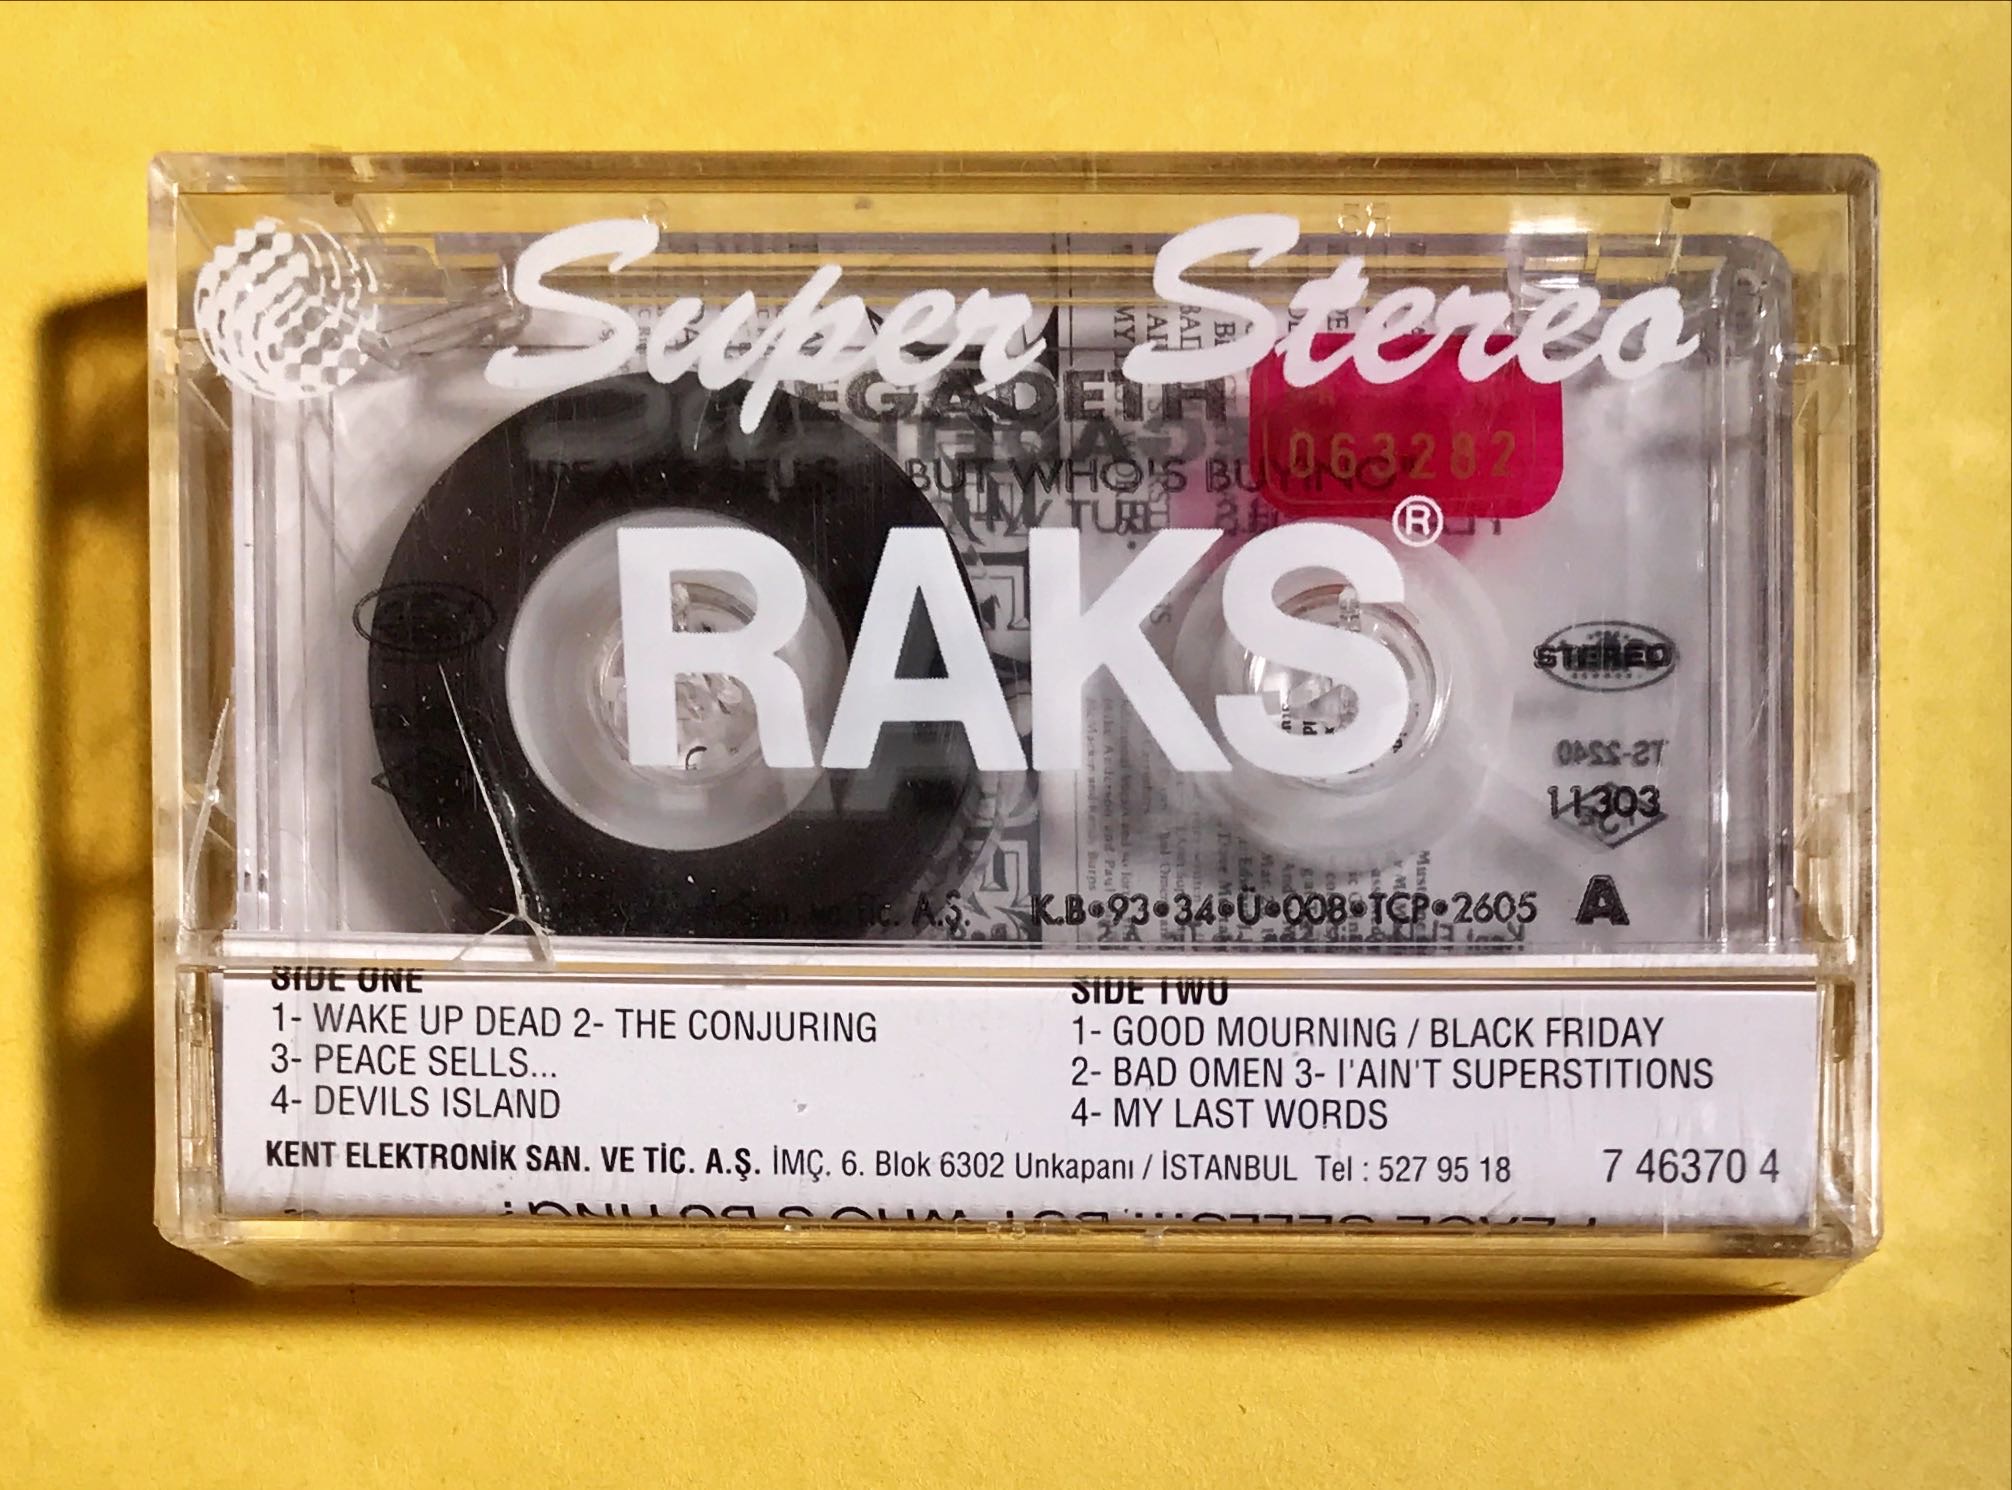 Super Stereo
EGADETH
063282
BUT WHO'S BUYING
RAKS®
STEREO
TS-2240
11303
Tic. A.Ş. K.B•93•34•Ü•008•TCP•2605 A
SIDE ONE
1- WAKE UP DEAD 2- THE CONJURING
3- PEACE SELLS...
4- DEVILS ISLAND
SIDE TWO
1- GOOD MOURNING / BLACK FRIDAY
2- BAD OMEN 3- I'AIN'T SUPERSTITIONS
4- MY LAST WORDS
KENT ELEKTRONİK SAN. VE TİC. A.Ş. İMÇ. 6. Blok 6302 Unkapanı / İSTANBUL Tel : 527 95 18 7 46370 4